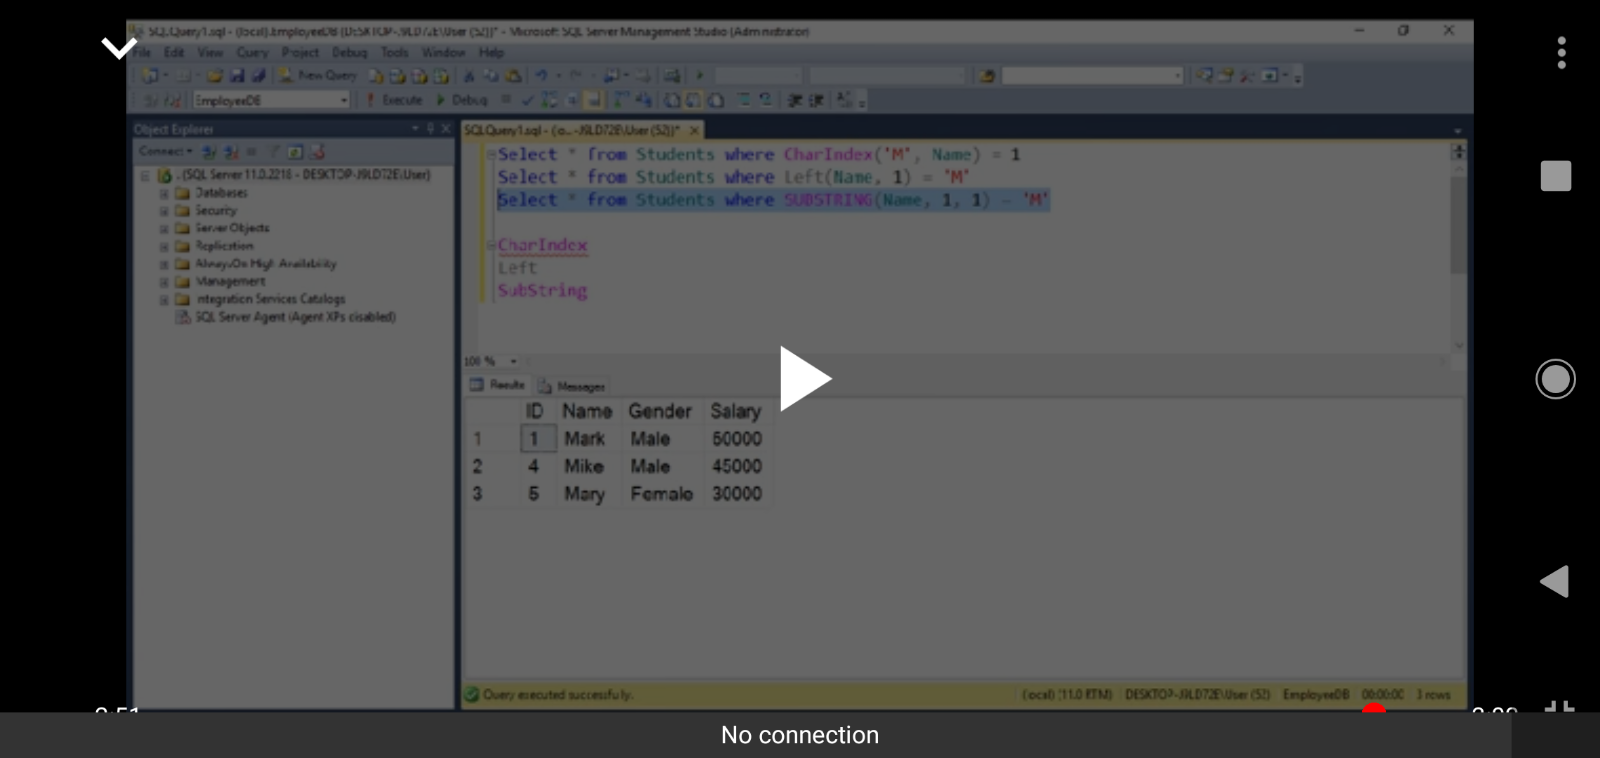 SQLQuery1.sql - (local).EmployeeDB (DESKTOP-J9LD72E\User (52))* - Microsoft SQL Server Management Studio (Administrator)
File Edit View Query Project Debug Tools Window Help
New Query
EmployeeDB Execute Debug
Object Explorer
SQLQuery1.sql - (lo...-J9LD72E\User (52))*
Connect
Select * from Students where CharIndex('M', Name) = 1
Select * from Students where Left(Name, 1) = 'M'
Select * from Students where SUBSTRING(Name, 1, 1) = 'M'
CharIndex
Left
SubString
. (SQL Server 11.0.2218 - DESKTOP-J9LD72E\User)
Databases
Security
Server Objects
Replication
AlwaysOn High Availability
Management
Integration Services Catalogs
SQL Server Agent (Agent XPs disabled)
100 %
Results Messages
ID Name Gender Salary
1 1 Mark Male 50000
2 4 Mike Male 45000
3 5 Mary Female 30000
Query executed successfully.
(local) (11.0 RTM) DESKTOP-J9LD72E\User (52) EmployeeDB 00:00:00 3 rows
No connection